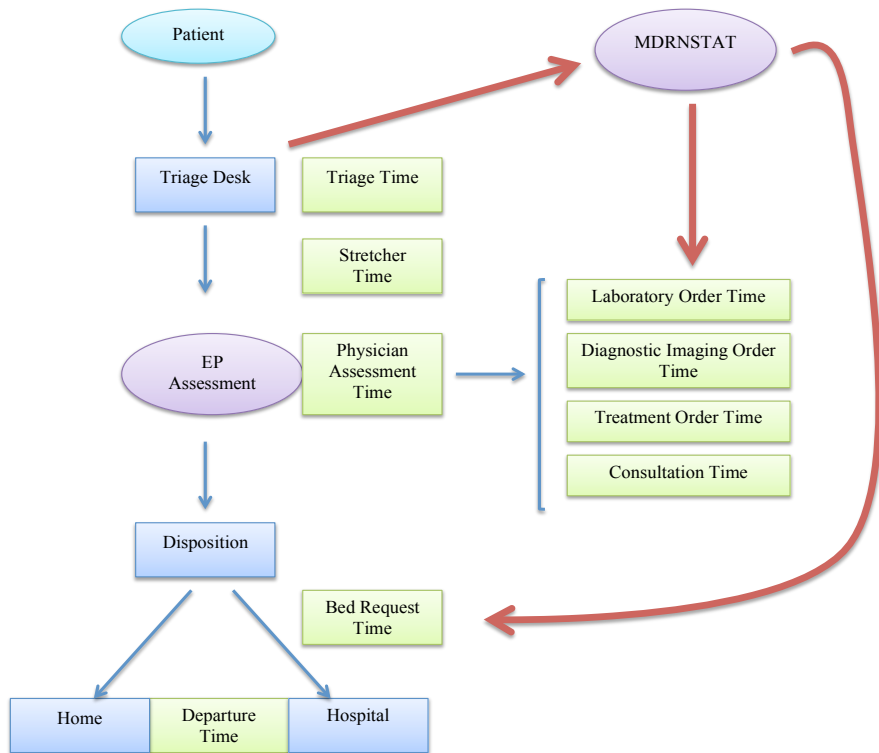 Patient
MDRNSTAT
Triage Desk
Triage Time
Stretcher
Time
Laboratory Order Time
EP
Assessment
Physician
Assessment
Time
Diagnostic Imaging Order
Time
Treatment Order Time
Consultation Time
Disposition
Bed Request
Time
Home
Departure
Time
Hospital